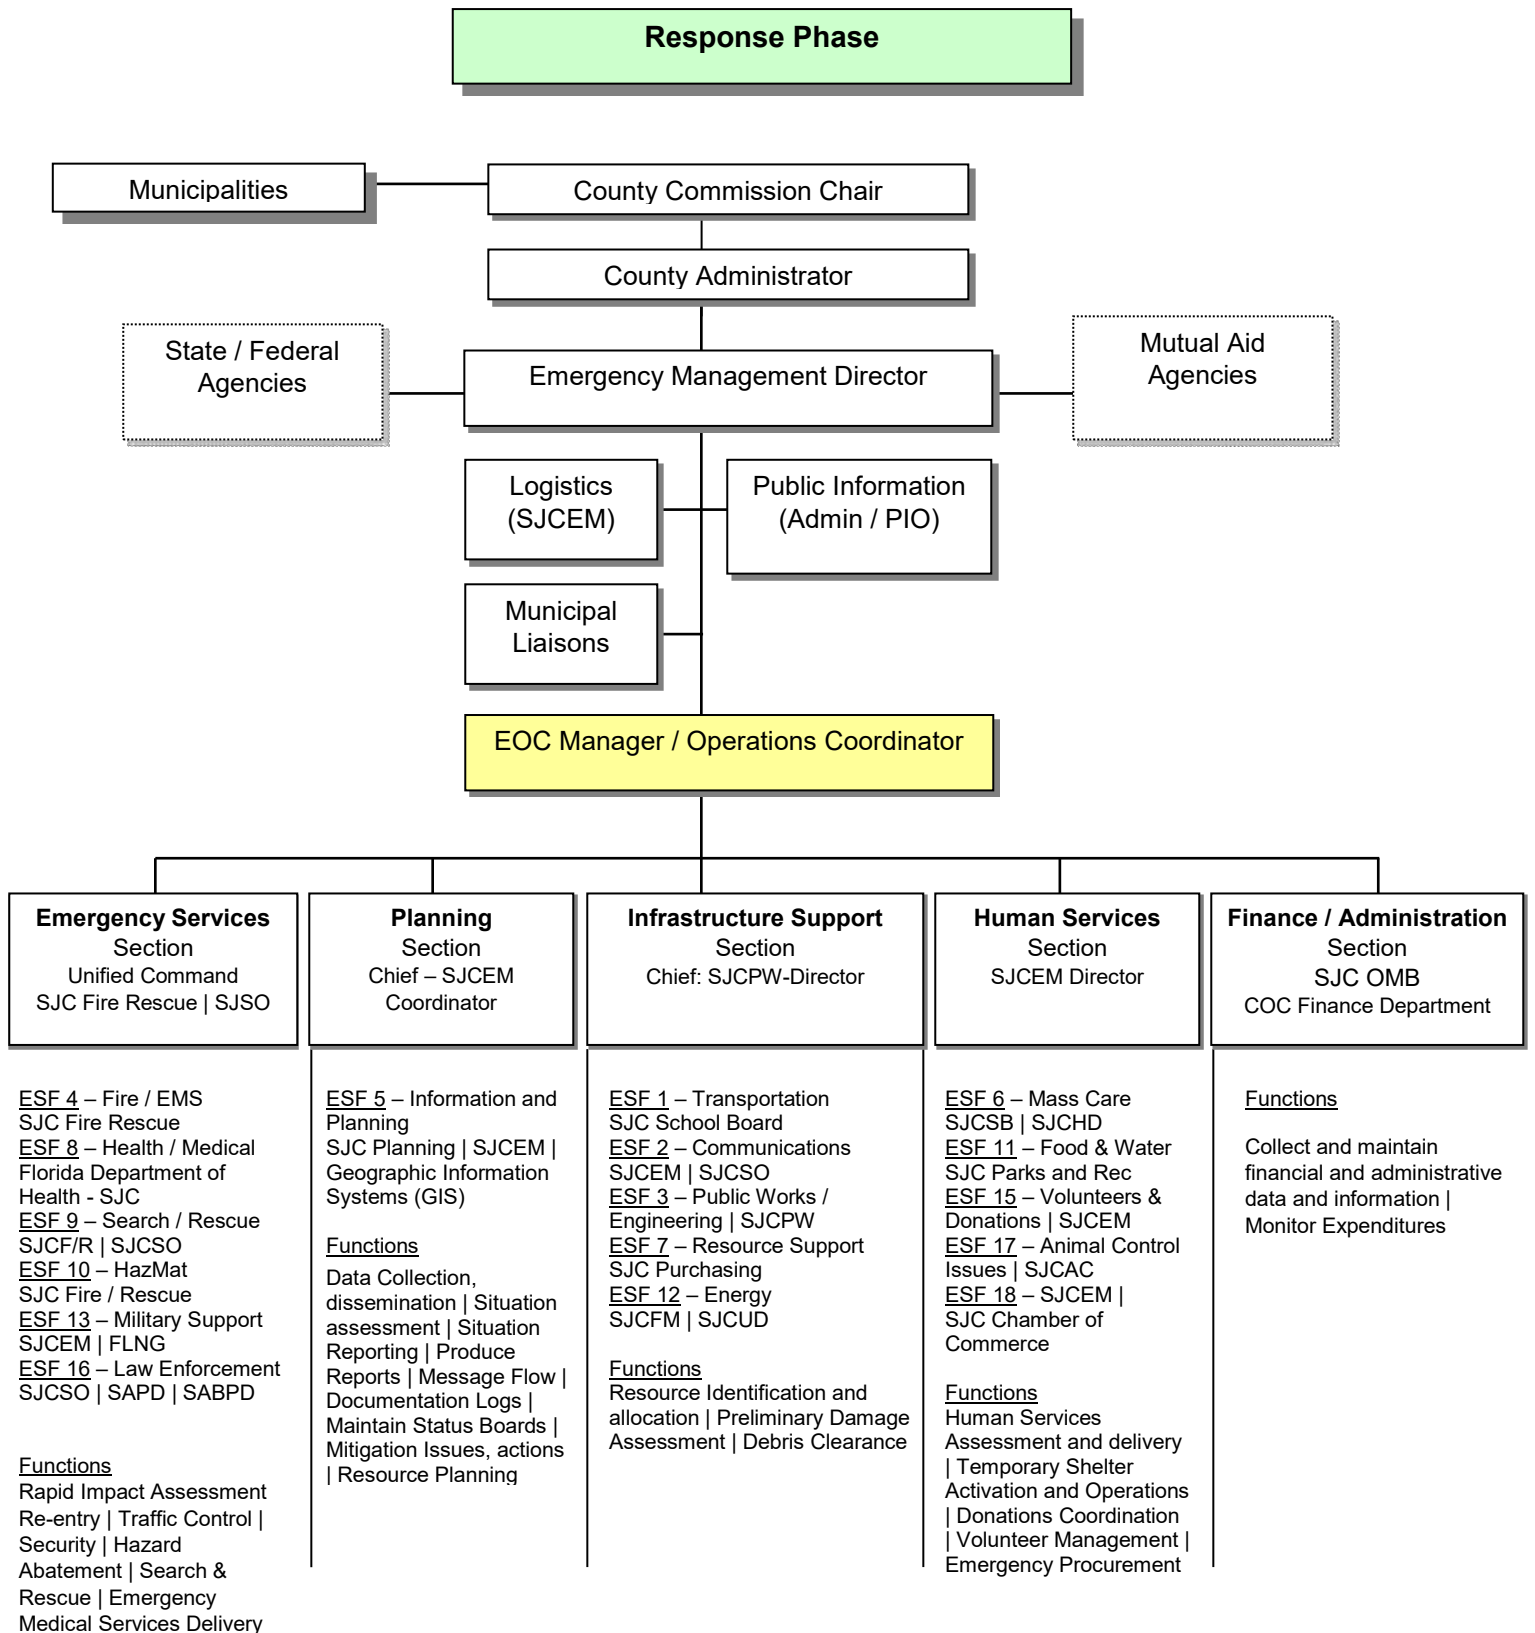 Response Phase
Municipalities
County Commission Chair
County Administrator
State / Federal
Agencies
Emergency Management Director
Mutual Aid
Agencies
Logistics
(SJCEM)
Public Information
(Admin / PIO)
Municipal
Liaisons
EOC Manager / Operations Coordinator
Emergency Services
Section
Unified Command
SJC Fire Rescue | SJSO
Planning
Section
Chief – SJCEM
Coordinator
Infrastructure Support
Section
Chief: SJCPW-Director
Human Services
Section
SJCEM Director
Finance / Administration
Section
SJC OMB
COC Finance Department
ESF 4 – Fire / EMS
SJC Fire Rescue
ESF 8 – Health / Medical
Florida Department of
Health - SJC
ESF 9 – Search / Rescue
SJCF/R | SJCSO
ESF 10 – HazMat
SJC Fire / Rescue
ESF 13 – Military Support
SJCEM | FLNG
ESF 16 – Law Enforcement
SJCSO | SAPD | SABPD
Functions
Rapid Impact Assessment
Re-entry | Traffic Control |
Security | Hazard
Abatement | Search &
Rescue | Emergency
Medical Services Delivery
ESF 5 – Information and
Planning
SJC Planning | SJCEM |
Geographic Information
Systems (GIS)
Functions
Data Collection,
dissemination | Situation
assessment | Situation
Reporting | Produce
Reports | Message Flow |
Documentation Logs |
Maintain Status Boards |
Mitigation Issues, actions
| Resource Planning
ESF 1 – Transportation
SJC School Board
ESF 2 – Communications
SJCEM | SJCSO
ESF 3 – Public Works /
Engineering | SJCPW
ESF 7 – Resource Support
SJC Purchasing
ESF 12 – Energy
SJCFM | SJCUD
Functions
Resource Identification and
allocation | Preliminary Damage
Assessment | Debris Clearance
ESF 6 – Mass Care
SJCSB | SJCHD
ESF 11 – Food & Water
SJC Parks and Rec
ESF 15 – Volunteers &
Donations | SJCEM
ESF 17 – Animal Control
Issues | SJCAC
ESF 18 – SJCEM |
SJC Chamber of
Commerce
Functions
Human Services
Assessment and delivery
| Temporary Shelter
Activation and Operations
| Donations Coordination
| Volunteer Management |
Emergency Procurement
Functions
Collect and maintain
financial and administrative
data and information |
Monitor Expenditures